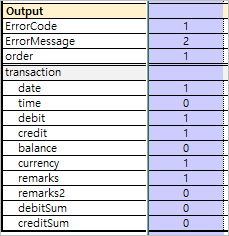 Output
ErrorCode 1
ErrorMessage 2
order 1
transaction
date 1
time 0
debit 1
credit 1
balance 0
currency 1
remarks 1
remarks2 0
debitSum 0
creditSum 0